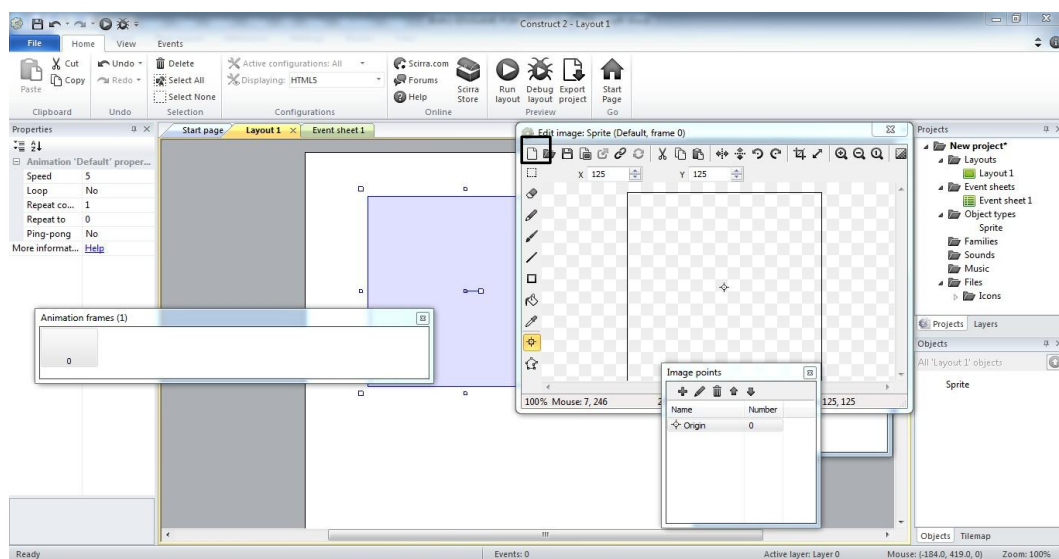 Construct 2 - Layout 1
File Home View Events
Paste
Cut
Copy
Clipboard
Undo
Redo
Undo
Delete
Select All
Select None
Selection
Active configurations: All
Displaying: HTML5
Configurations
Scirra.com
Forums
Help
Scirra Store
Online
Run layout
Debug layout
Export project
Preview
Start Page
Go
Properties
Animation 'Default' proper...
Speed 5
Loop No
Repeat co... 1
Repeat to 0
Ping-pong No
More informat... Help
Start page Layout 1 Event sheet 1
Animation frames (1)
0
Edit image: Sprite (Default, frame 0)
X 125 Y 125
100% Mouse: 7, 246
125, 125
Image points
Name Number
Origin 0
Projects
New project*
Layouts
Layout 1
Event sheets
Event sheet 1
Object types
Sprite
Families
Sounds
Music
Files
Icons
Projects Layers
Objects
All 'Layout 1' objects
Sprite
Objects Tilemap
Ready Events: 0 Active layer: Layer 0 Mouse: (-184.0, 419.0, 0) Zoom: 100%